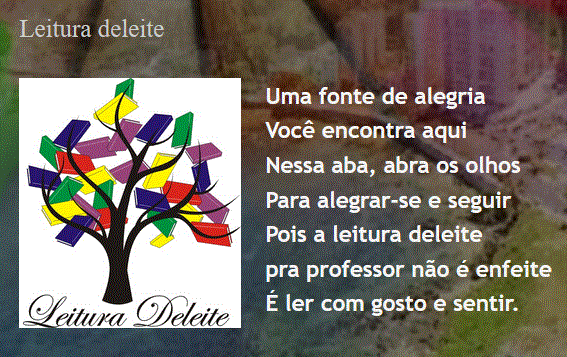 Leitura deleite
Uma fonte de alegria
Você encontra aqui
Nessa aba, abra os olhos
Para alegrar-se e seguir
Pois a leitura deleite
pra professor não é enfeite
É ler com gosto e sentir.
Leitura Deleite